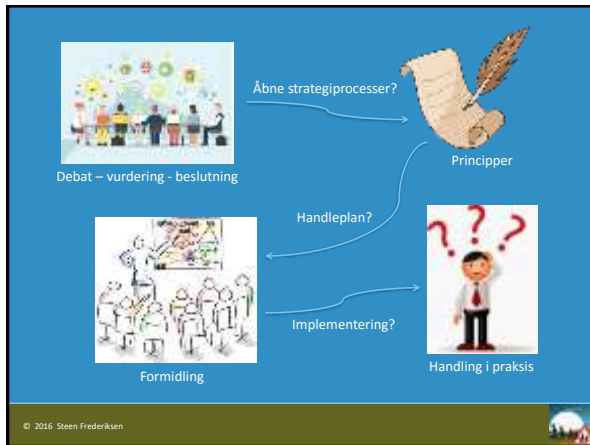 Åbne strategiprocesser?
Principper
Debat – vurdering - beslutning
Handleplan?
Implementering?
Formidling
Handling i praksis
© 2016 Steen Frederiksen